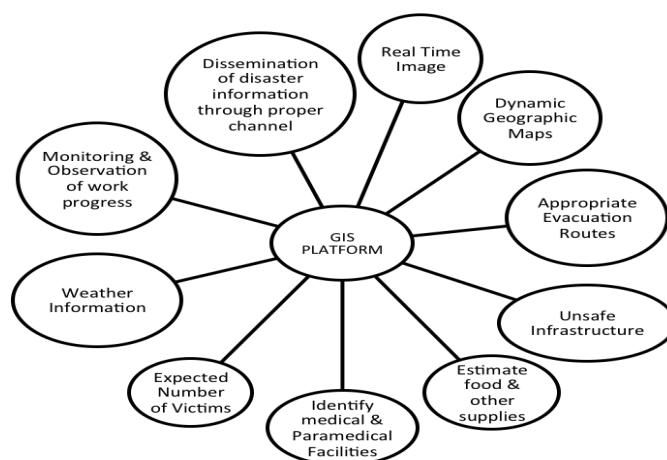 Real Time
Image
Dissemination
of disaster
information
through proper
channel
Dynamic
Geographic
Maps
Monitoring &
Observation
of work
progress
Appropriate
Evacuation
Routes
GIS
PLATFORM
Weather
Information
Unsafe
Infrastructure
Expected
Number
of Victims
Estimate
food &
other
supplies
Identify
medical &
Paramedical
Facilities